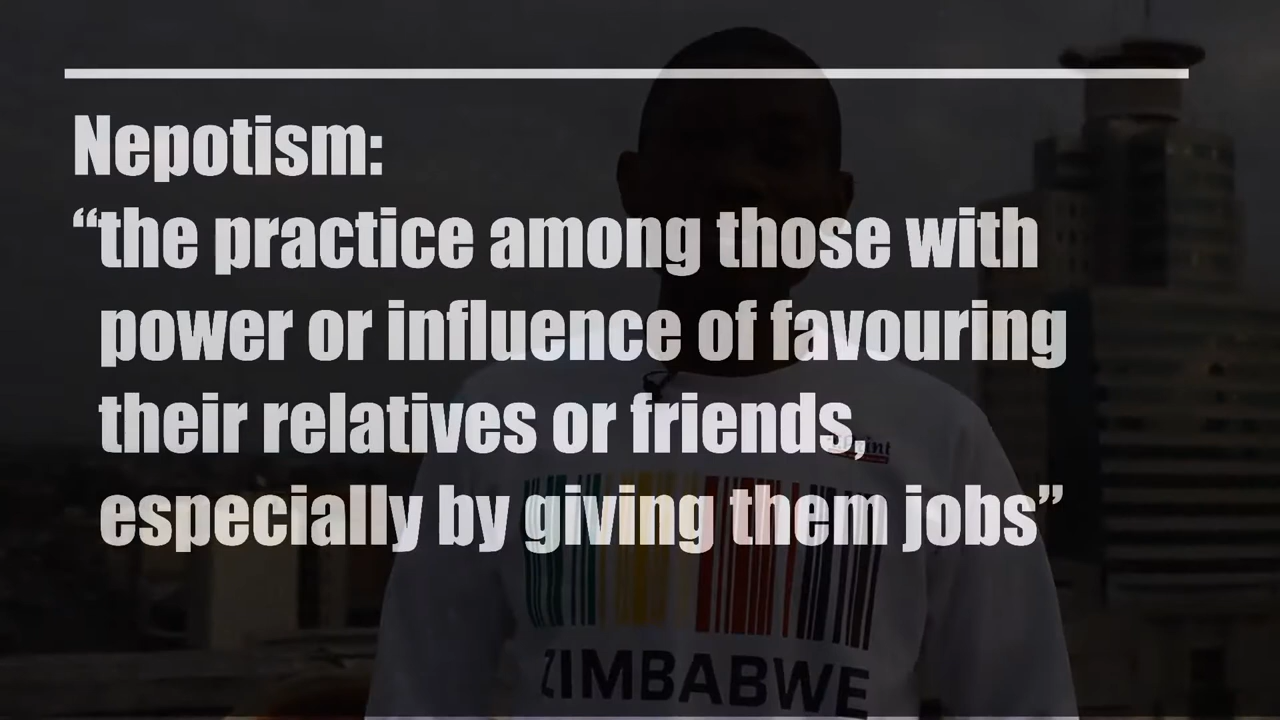 Nepotism:
“the practice among those with
power or influence of favouring
their relatives or friends,
especially by giving them jobs”
ZIMBABWE